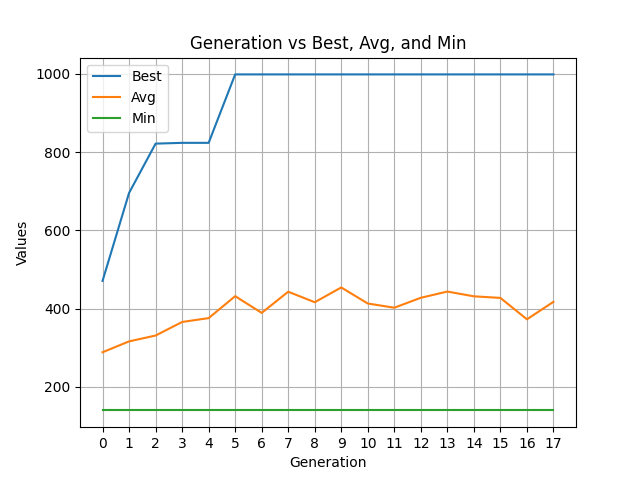 Generation vs Best, Avg, and Min
Best
Avg
Min
1000
800
600
400
200
Values
0 1 2 3 4 5 6 7 8 9 10 11 12 13 14 15 16 17
Generation